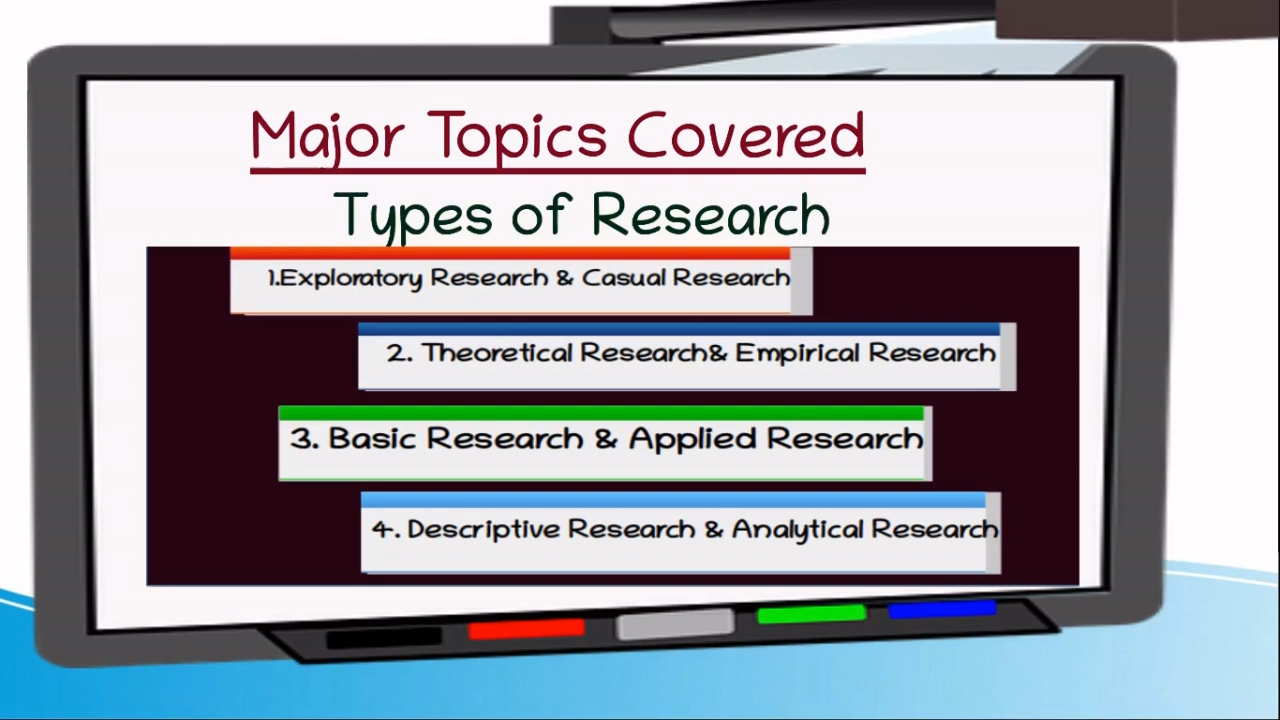 Major Topics Covered
Types of Research
1.Exploratory Research & Casual Research
2. Theoretical Research& Empirical Research
3. Basic Research & Applied Research
4. Descriptive Research & Analytical Research